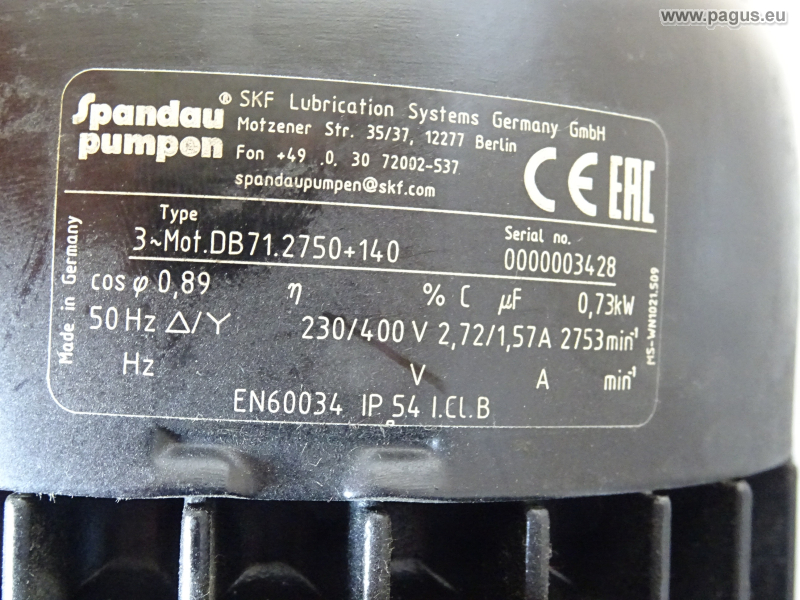 www.pagus.eu
Spandau
pumpen
® SKF Lubrication Systems Germany GmbH
Motzener Str. 35/37, 12277 Berlin
Fon +49 .0. 30 72002-537
spandaupumpen@skf.com
CE EAC
Made in Germany
Type
3~Mot.DB71.2750+140
Serial no.
0000003428
cos φ 0,89 η % C µF 0,73kW
50 Hz △/Y 230/400 V 2,72/1,57A 2753min⁻¹
Hz V A min⁻¹
EN60034 IP 54 I.Cl.B
MS-WN1021.S09